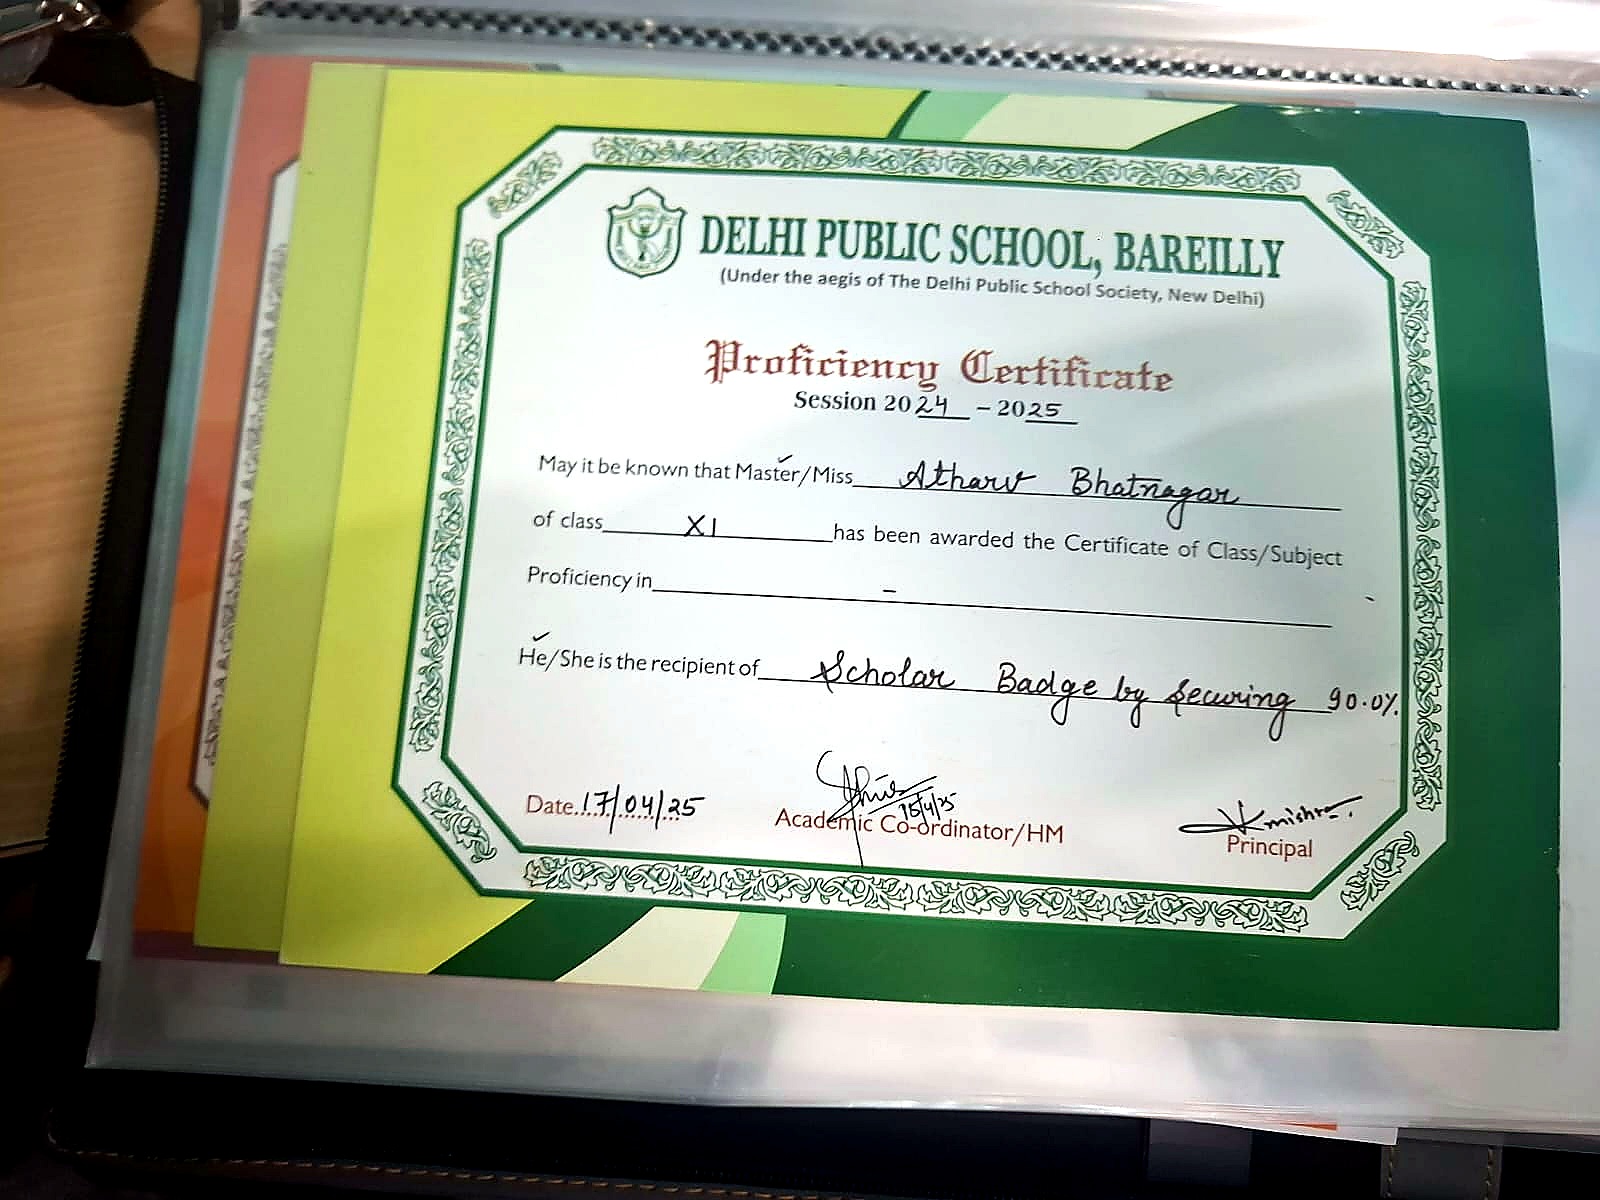 DELHI PUBLIC SCHOOL, BAREILLY
(Under the aegis of The Delhi Public School Society, New Delhi)
Proficiency Certificate
Session 2024 – 2025
May it be known that Master/Miss Atharv Bhatnagar
of class XI has been awarded the Certificate of Class/Subject
Proficiency in –
He/She is the recipient of Scholar Badge by Securing 90.0%.
Date 17/04/25
15/4/25
Academic Co-ordinator/HM
Kmishra.
Principal